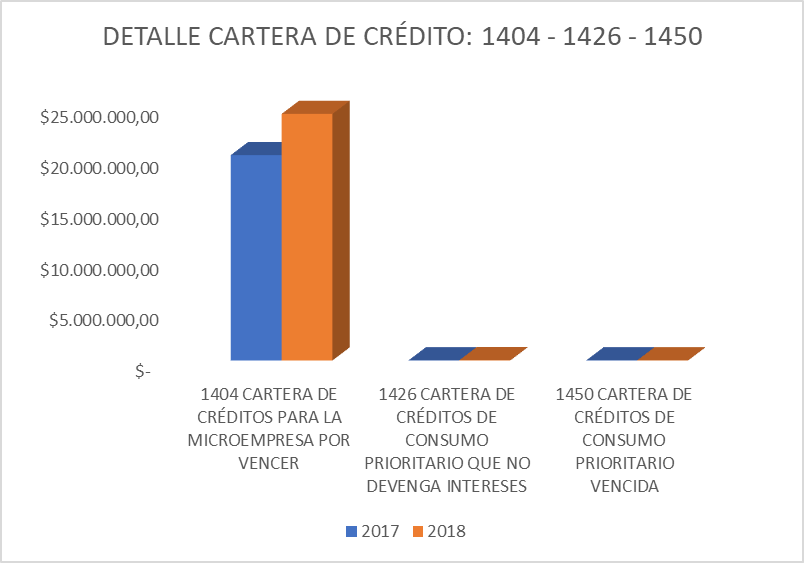 DETALLE CARTERA DE CRÉDITO: 1404 - 1426 - 1450
$25.000.000,00
$20.000.000,00
$15.000.000,00
$10.000.000,00
$5.000.000,00
$-
1404 CARTERA DE
CRÉDITOS PARA LA
MICROEMPRESA POR
VENCER
1426 CARTERA DE
CRÉDITOS DE
CONSUMO
PRIORITARIO QUE NO
DEVENGA INTERESES
1450 CARTERA DE
CRÉDITOS DE
CONSUMO
PRIORITARIO
VENCIDA
2017 2018